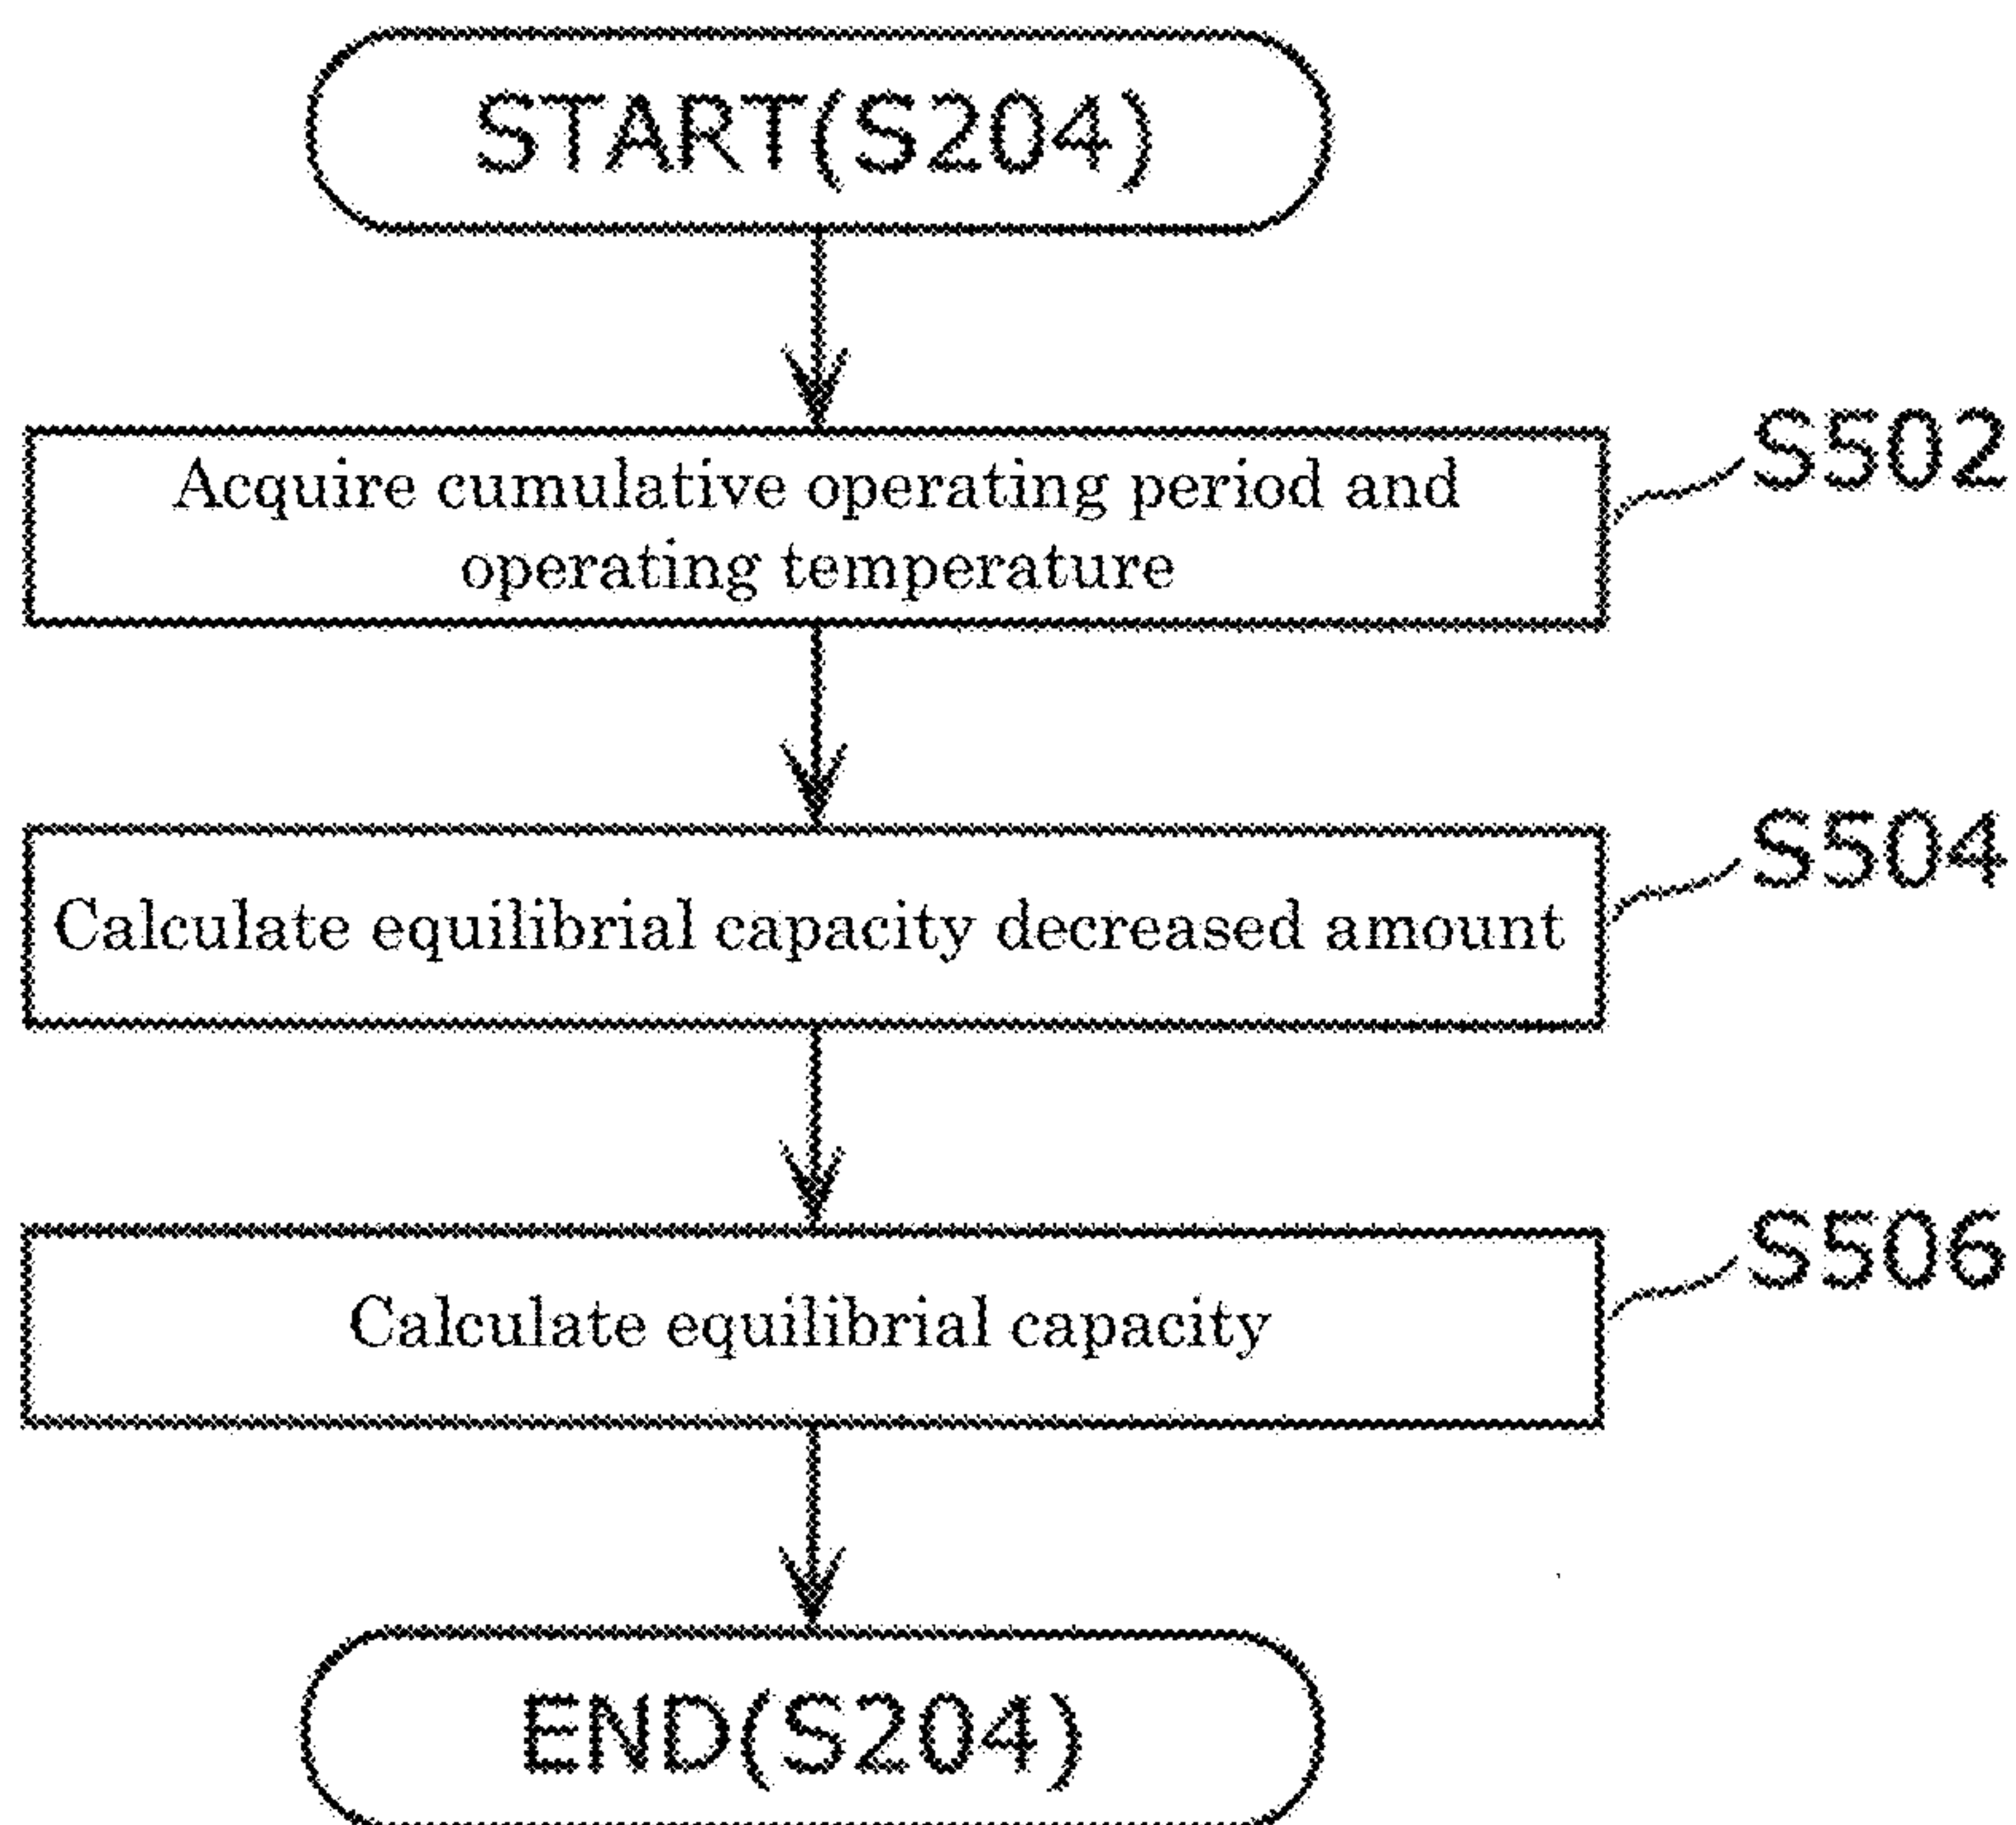 START(S204)
S502
Acquire cumulative operating period and
operating temperature
S504
Calculate equilibrial capacity decreased amount
S506
Calculate equilibrial capacity
END(S204)